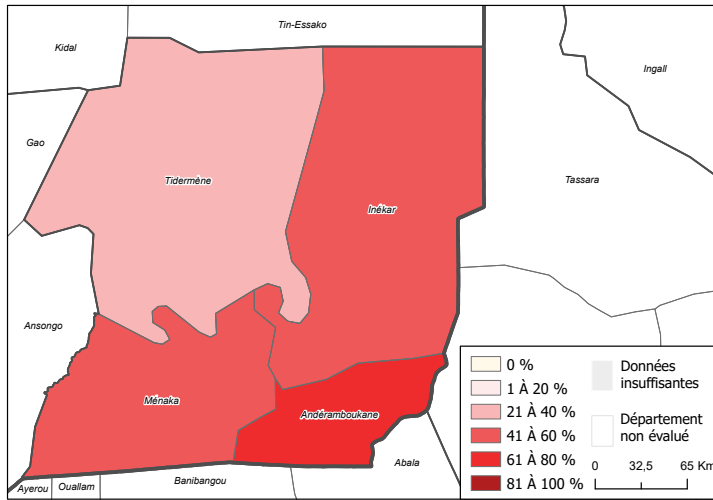 Tin-Essako
Kidal
Ingall
Gao
Tidermène
Tassara
Inékar
Ansongo
Ménaka
Andéramboukane
Abala
Banibangou
Ayerou
Ouallam
0 %
1 À 20 %
21 À 40 %
41 À 60 %
61 À 80 %
81 À 100 %
Données
insuffisantes
Département
non évalué
0 32,5 65 Km